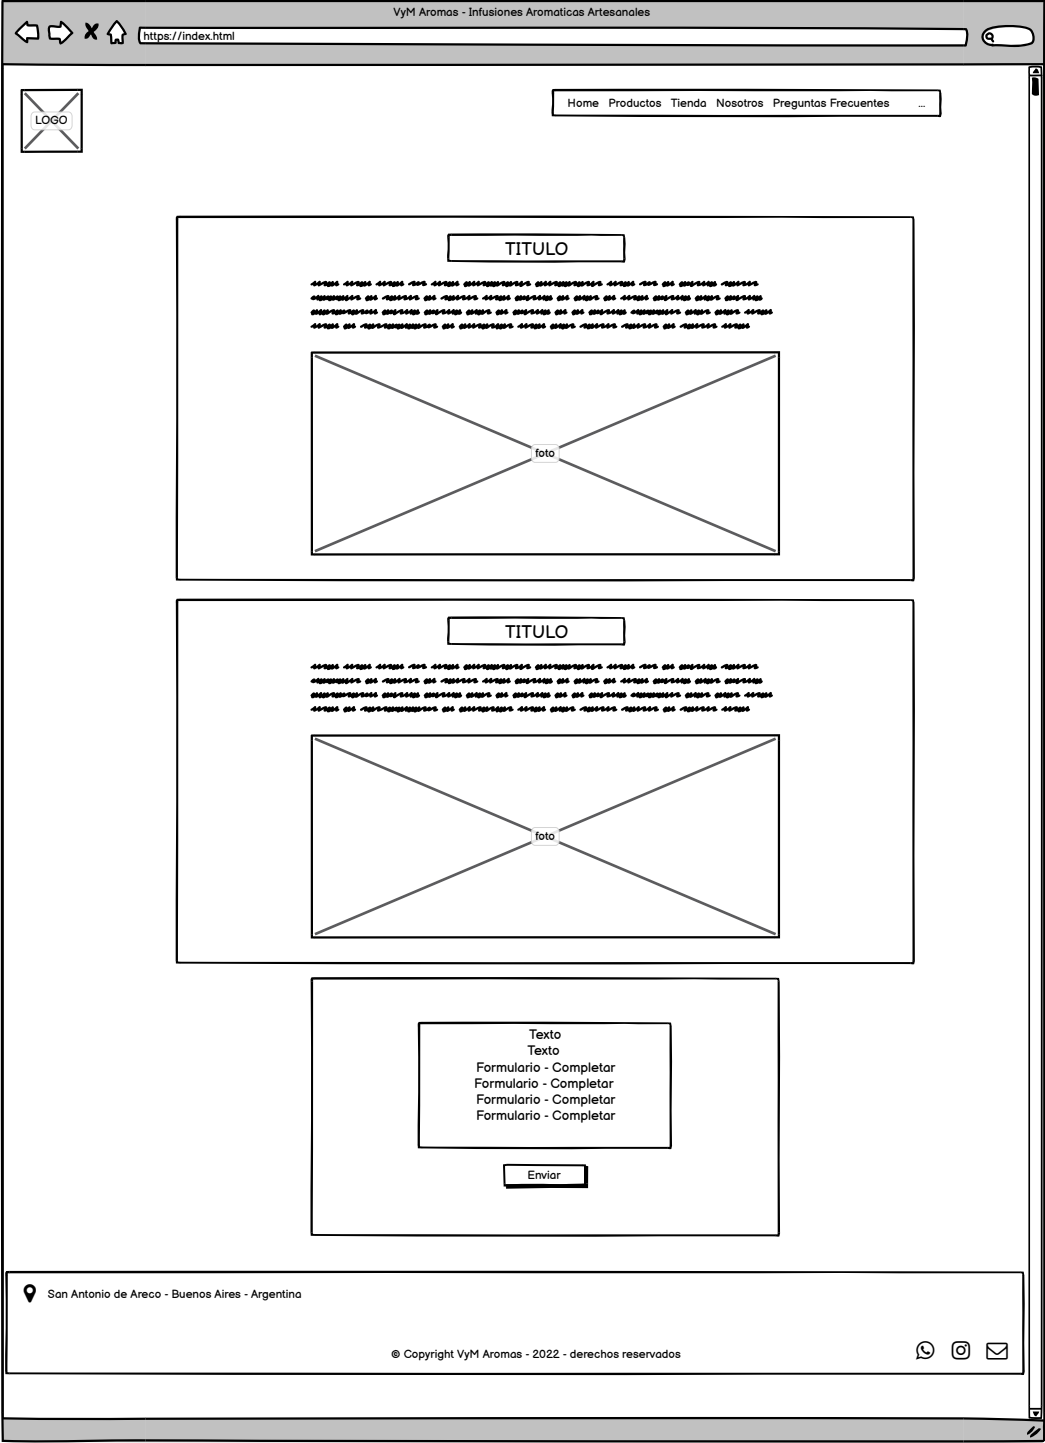 VyM Aromas - Infusiones Aromaticas Artesanales
https://index.html
LOGO
Home Productos Tienda Nosotros Preguntas Frecuentes ...
TITULO
foto
TITULO
foto
Texto
Texto
Formulario - Completar
Formulario - Completar
Formulario - Completar
Formulario - Completar
Enviar
San Antonio de Areco - Buenos Aires - Argentina
© Copyright VyM Aromas - 2022 - derechos reservados